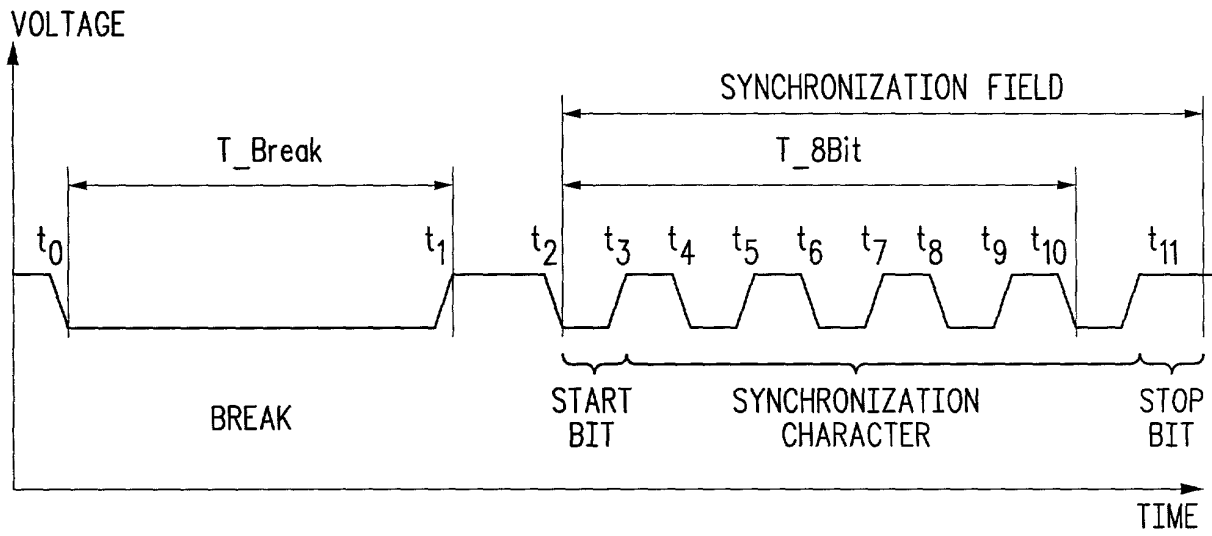 VOLTAGE
SYNCHRONIZATION FIELD
T_Break
T_8Bit
t0 t1 t2 t3 t4 t5 t6 t7 t8 t9 t10 t11
BREAK
START
BIT
SYNCHRONIZATION
CHARACTER
STOP
BIT
TIME